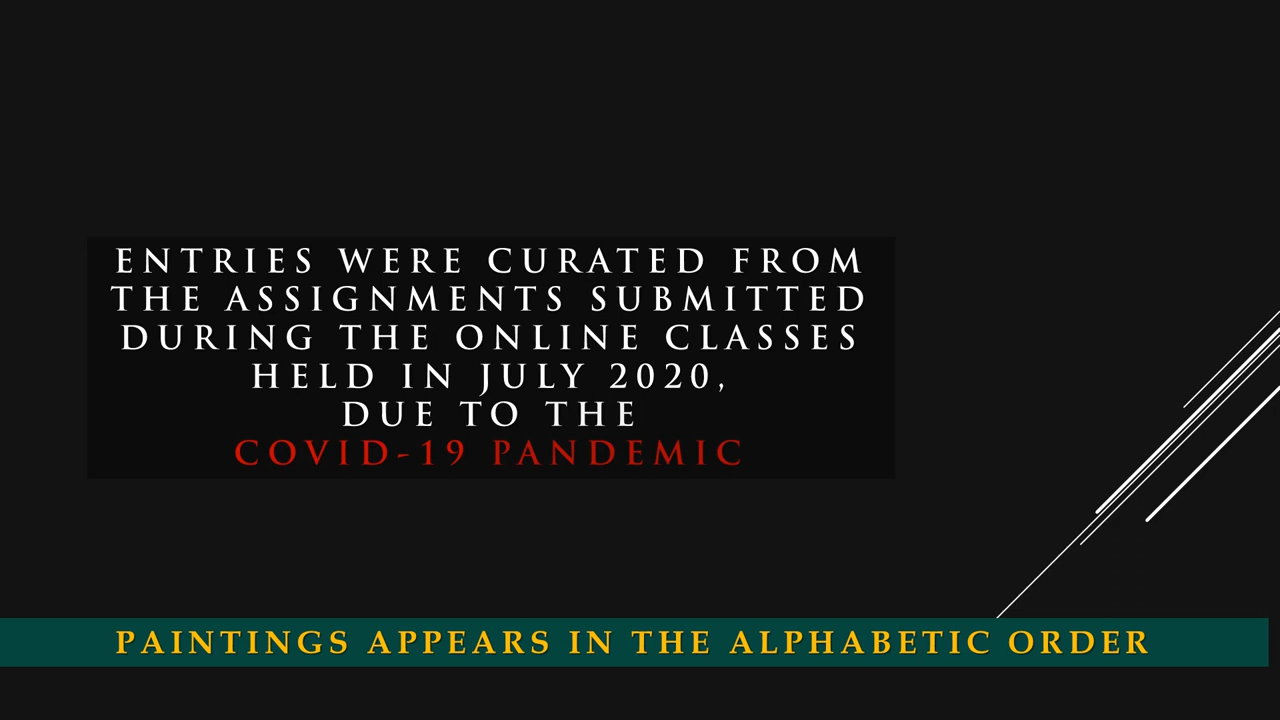 ENTRIES WERE CURATED FROM
THE ASSIGNMENTS SUBMITTED
DURING THE ONLINE CLASSES
HELD IN JULY 2020,
DUE TO THE
COVID-19 PANDEMIC
PAINTINGS APPEARS IN THE ALPHABETIC ORDER